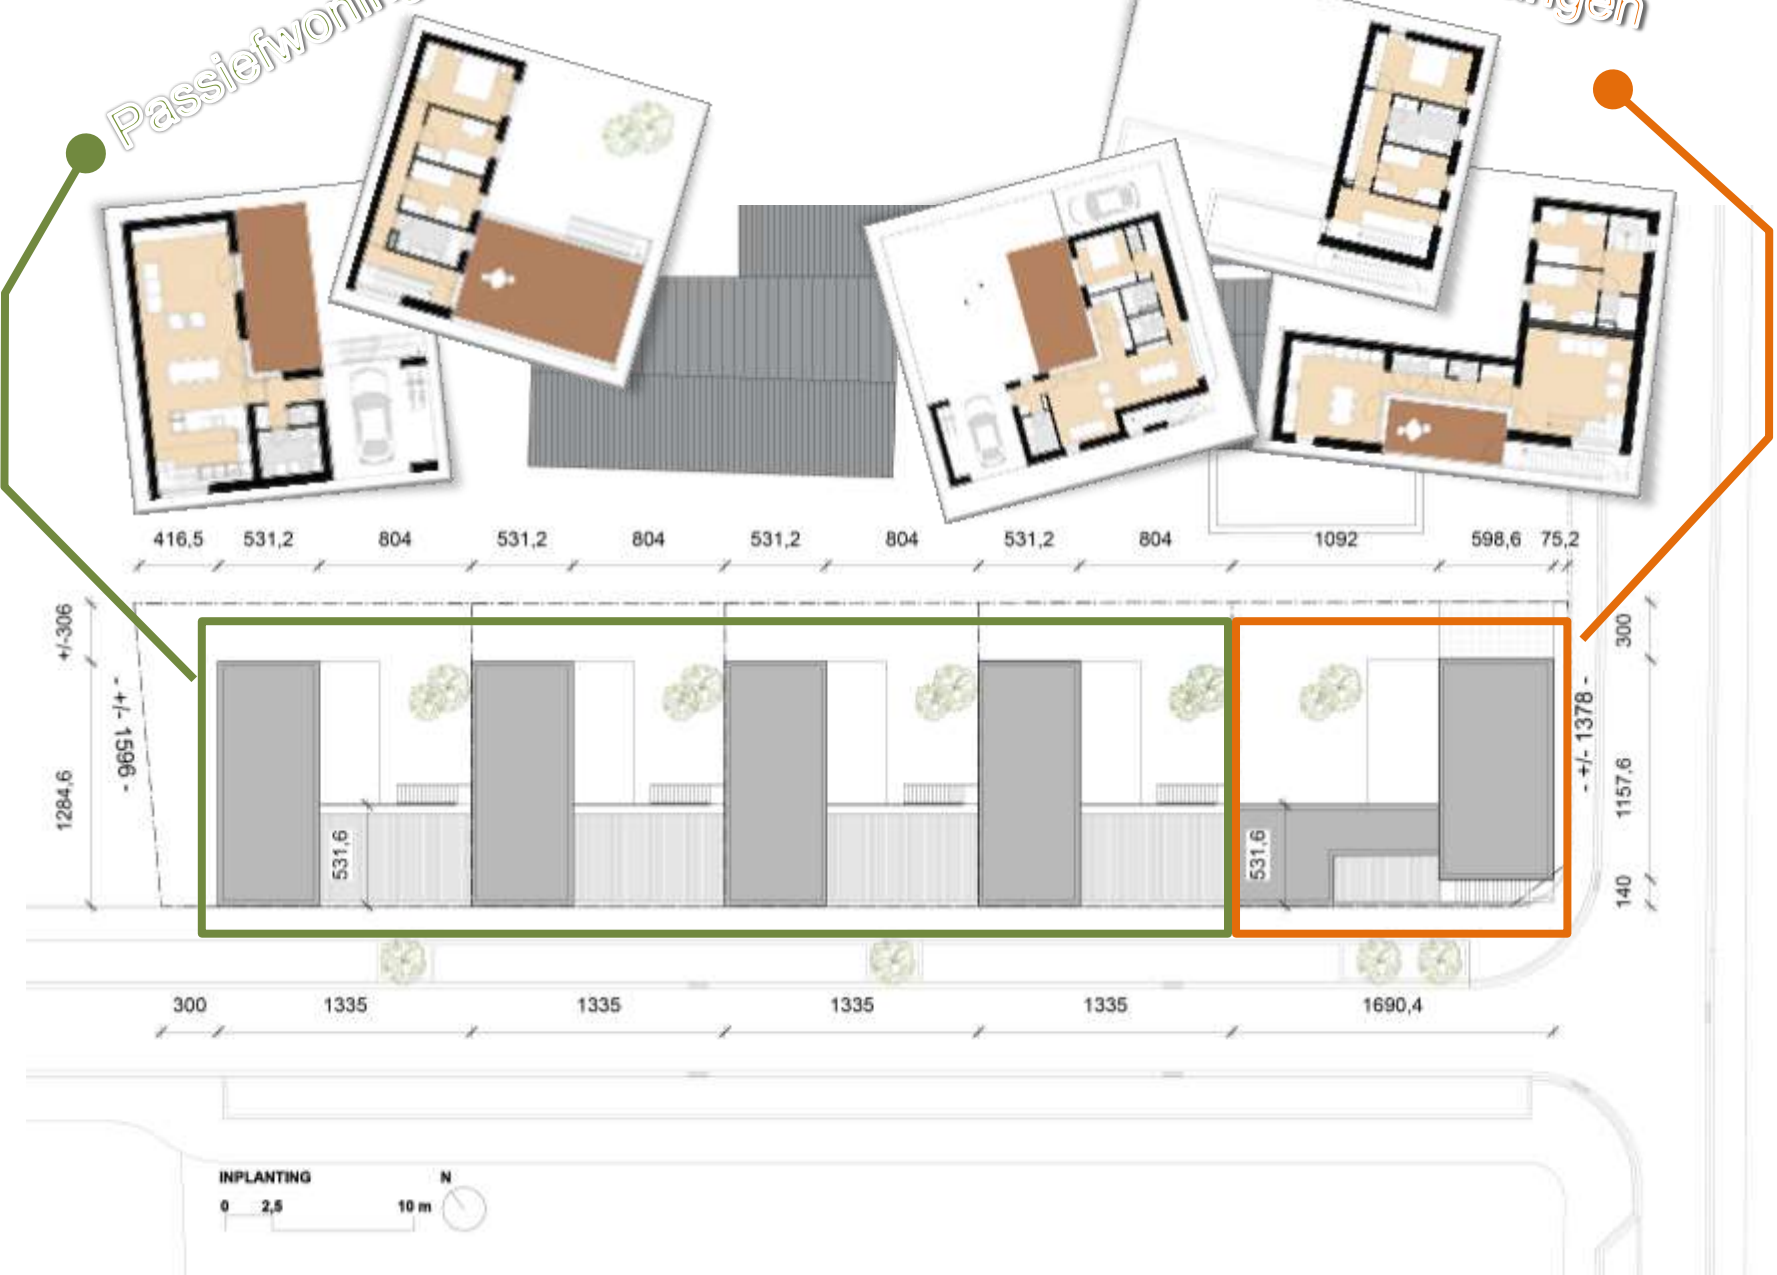 Passiefwoning
ngen
416,5 531,2 804 531,2 804 531,2 804 531,2 804 1092 598,6 75,2
+/-306
1284,6
- +/- 1596 -
531,6
531,6
- +/- 1378 -
300
1157,6
140
300 1335 1335 1335 1335 1690,4
INPLANTING N
0 2,5 10 m